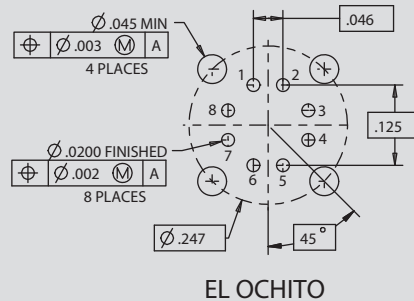 Ø .045 MIN
⌖ Ø .003 Ⓜ A
4 PLACES
.046
1 2
8 3
7 4
6 5
.125
Ø .0200 FINISHED
⌖ Ø .002 Ⓜ A
8 PLACES
Ø .247
45°
EL OCHITO